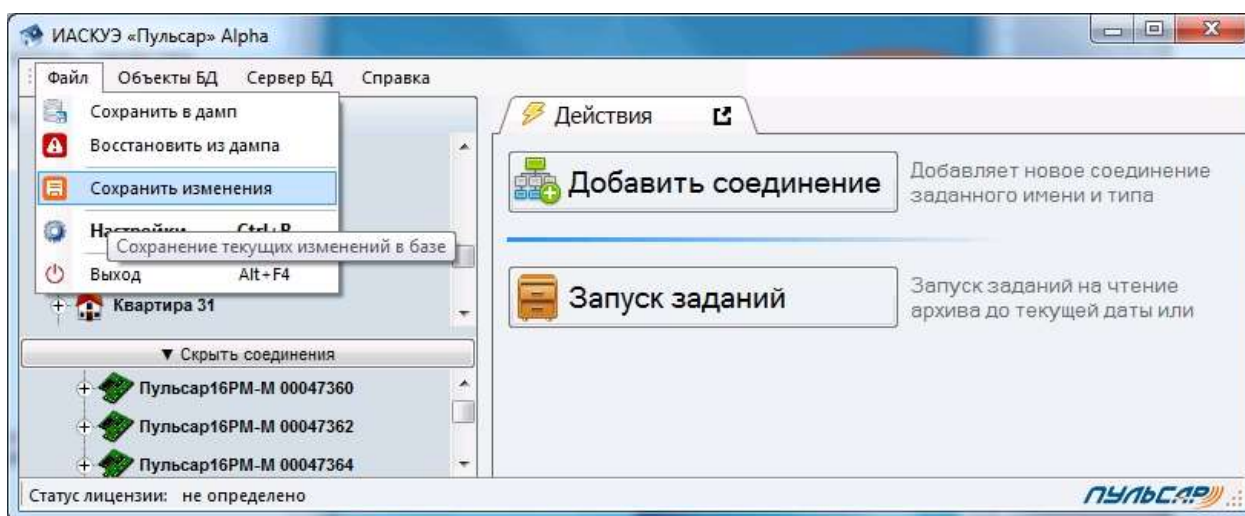 ИАСКУЭ «Пульсар» Alpha
Файл Объекты БД Сервер БД Справка
Сохранить в дамп
Восстановить из дампа
Сохранить изменения
Сохранение текущих изменений в базе
Выход Alt+F4
Квартира 31
▼ Скрыть соединения
Пульсар16РМ-М 00047360
Пульсар16РМ-М 00047362
Пульсар16РМ-М 00047364
Действия
Добавить соединение
Добавляет новое соединение
заданного имени и типа
Запуск заданий
Запуск заданий на чтение
архива до текущей даты или
Статус лицензии: не определено
ПУЛЬСАР